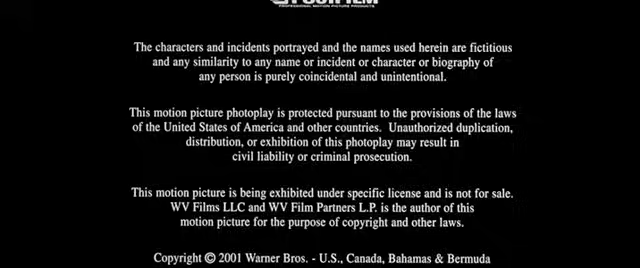 FUJIFILM
PROFESSIONAL MOTION PICTURE PRODUCTS
The characters and incidents portrayed and the names used herein are fictitious
and any similarity to any name or incident or character or biography of
any person is purely coincidental and unintentional.
This motion picture photoplay is protected pursuant to the provisions of the laws
of the United States of America and other countries.  Unauthorized duplication,
distribution, or exhibition of this photoplay may result in
civil liability or criminal prosecution.
This motion picture is being exhibited under specific license and is not for sale.
WV Films LLC and WV Film Partners L.P. is the author of this
motion picture for the purpose of copyright and other laws.
Copyright © 2001 Warner Bros. - U.S., Canada, Bahamas & Bermuda